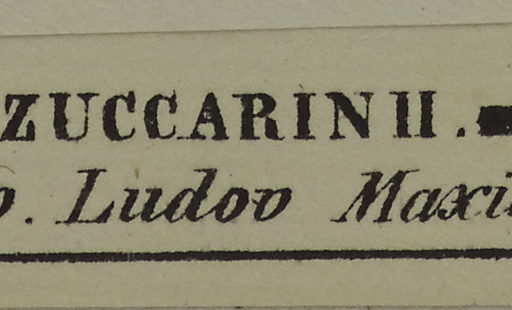 ZUCCARINII.
. Ludov Maxi